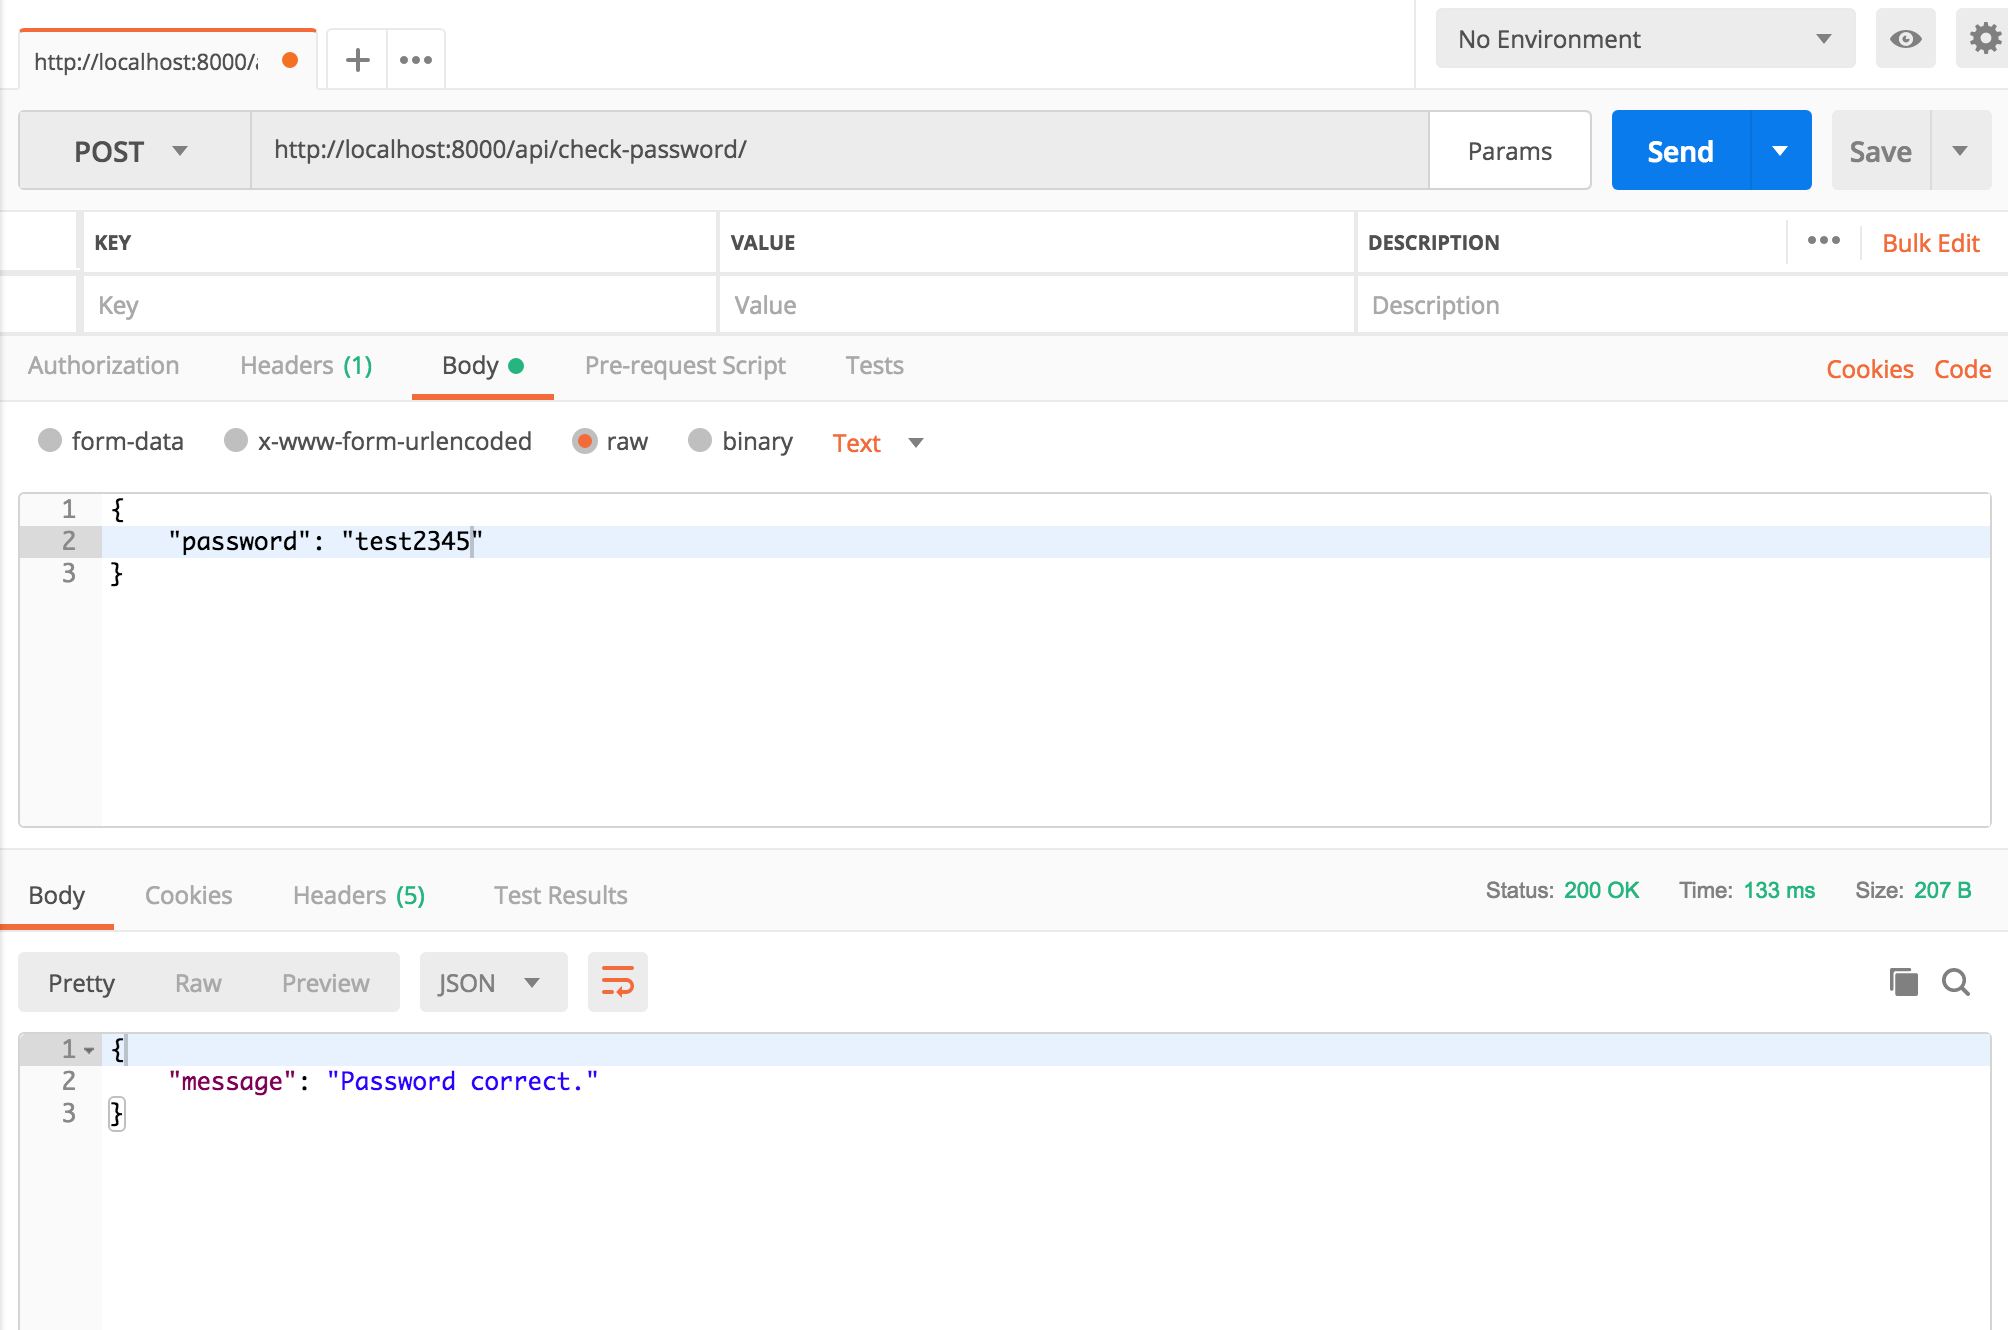 http://localhost:8000/
No Environment
POST http://localhost:8000/api/check-password/ Params Send Save
KEY VALUE DESCRIPTION Bulk Edit
Key Value Description
Authorization Headers (1) Body Pre-request Script Tests Cookies Code
form-data x-www-form-urlencoded raw binary Text
1 {
2 "password": "test2345"
3 }
Body Cookies Headers (5) Test Results Status: 200 OK Time: 133 ms Size: 207 B
Pretty Raw Preview JSON
1 {
2 "message": "Password correct."
3 }